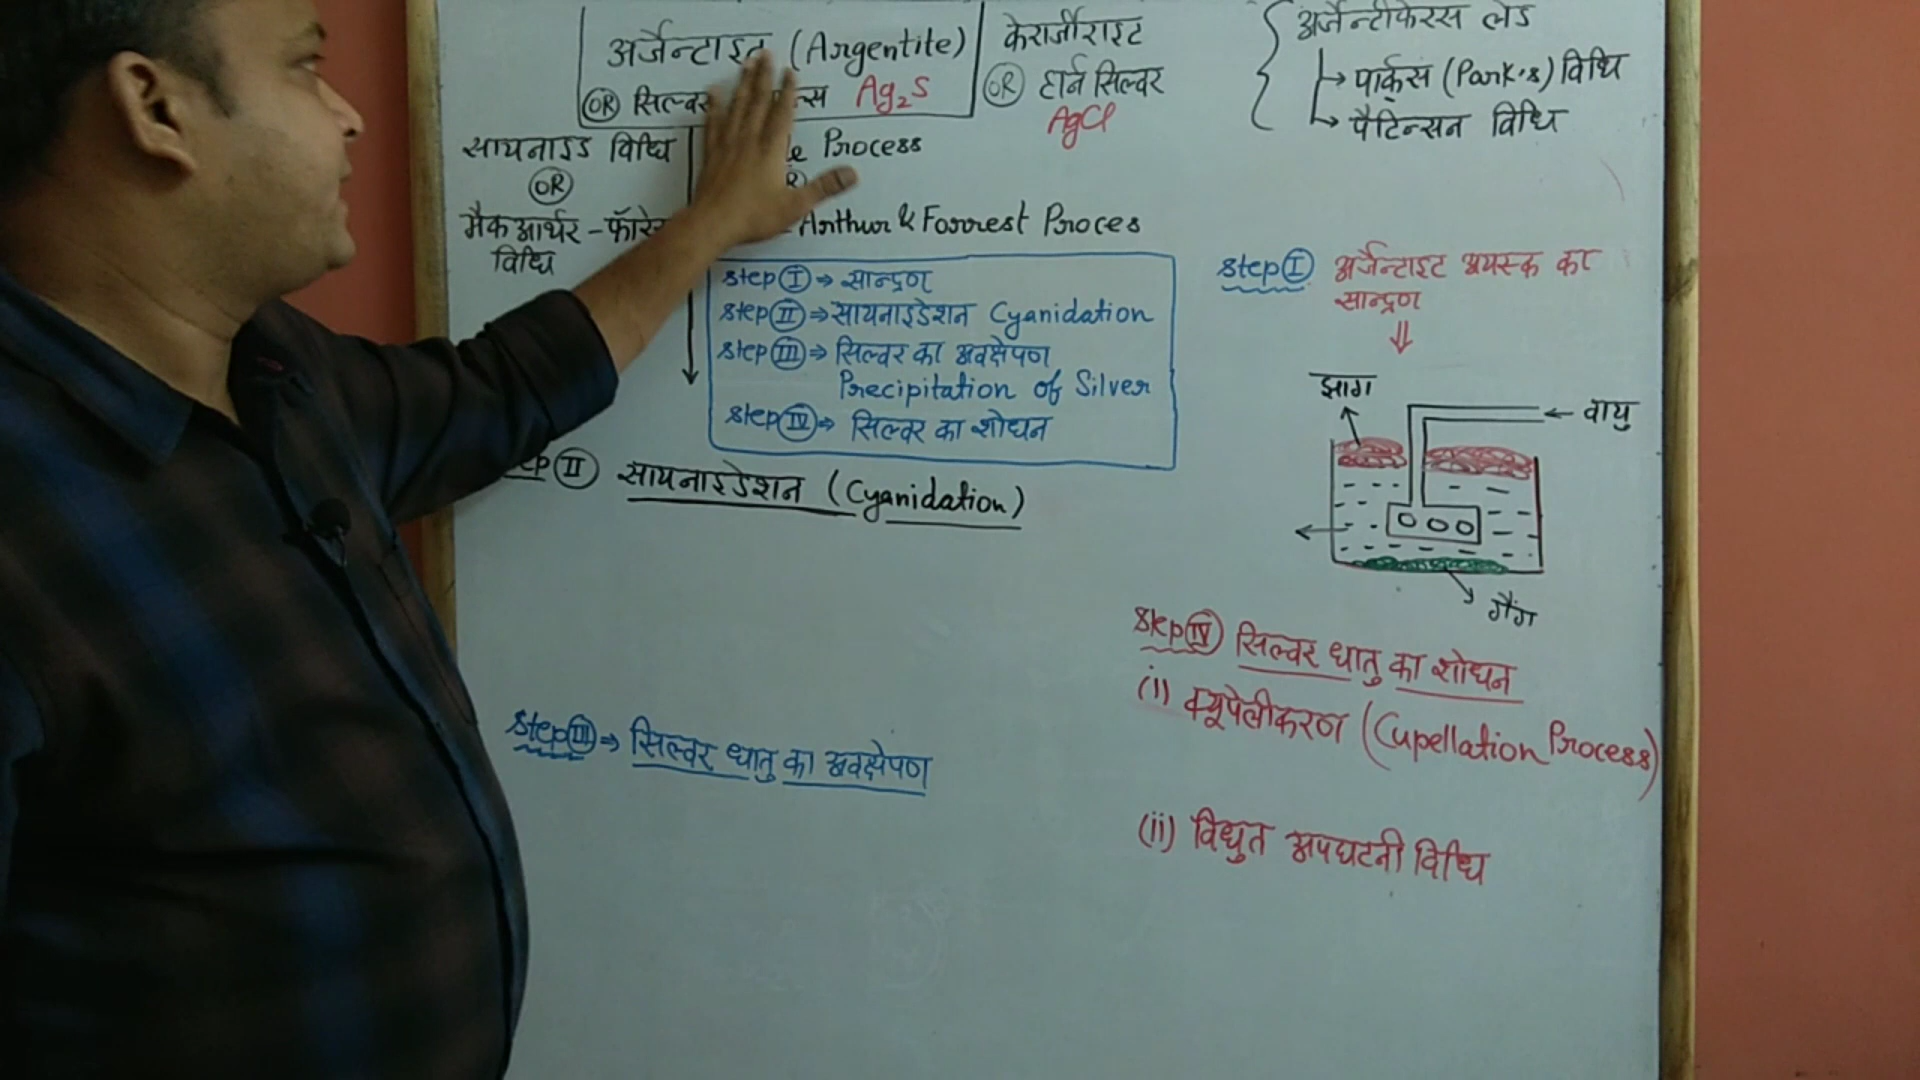 अर्जेन्टाइट (Argentite)
OR सिल्वर Ag₂S
केरार्जीराइट
OR हार्न सिल्वर
AgCl
अर्जेन्टीफेरस लेड
→ पार्क्स (Park's) विधि
→ पैटिन्सन विधि
सायनाइड विधि Process
OR
मैक आर्थर - Arthur & Forrest Proces
विधि
Step I ⇒ सान्द्रण
Step II ⇒ सायनाइडेशन Cyanidation
Step III ⇒ सिल्वर का अवक्षेपण
Precipitation of Silver
Step IV ⇒ सिल्वर का शोधन
Step I अर्जेन्टाइट अयस्क का
सान्द्रण
झाग
वायु
गैंग
II सायनाइडेशन (Cyanidation)
Step III ⇒ सिल्वर धातु का अवक्षेपण
Step IV सिल्वर धातु का शोधन
(i) क्यूपेलीकरण (Cupellation Process)
(ii) विद्युत अपघटनी विधि